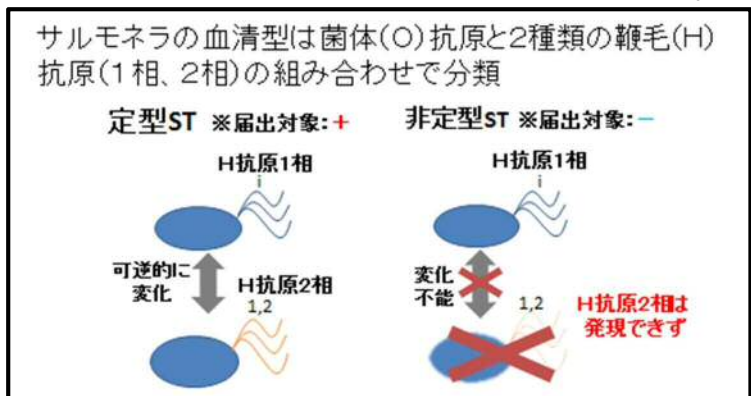 サルモネラの血清型は菌体(O)抗原と2種類の鞭毛(H)
抗原(1相、2相)の組み合わせで分類
定型ST ※届出対象:+
H抗原1相
i
可逆的に
変化
H抗原2相
1,2
非定型ST ※届出対象:−
H抗原1相
i
変化
不能
1,2
H抗原2相は
発現できず